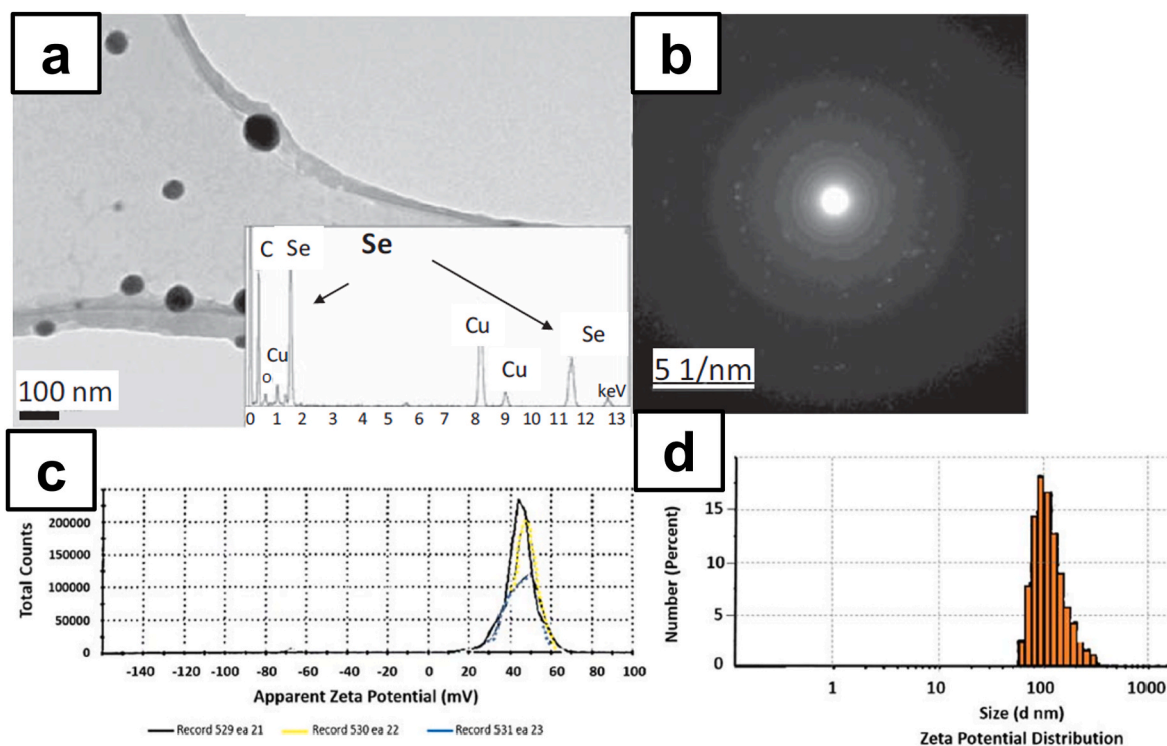 a
C Se Se
Cu
o
Cu
Cu
Se
keV
0 1 2 3 4 5 6 7 8 9 10 11 12 13
100 nm
b
5 1/nm
c
Total Counts
200000
150000
100000
50000
0
-140 -120 -100 -80 -60 -40 -20 0 20 40 60 80 100
Apparent Zeta Potential (mV)
Record 529 ea 21 Record 530 ea 22 Record 531 ea 23
d
Number (Percent)
15
10
5
0
1 10 100 1000
Size (d nm)
Zeta Potential Distribution